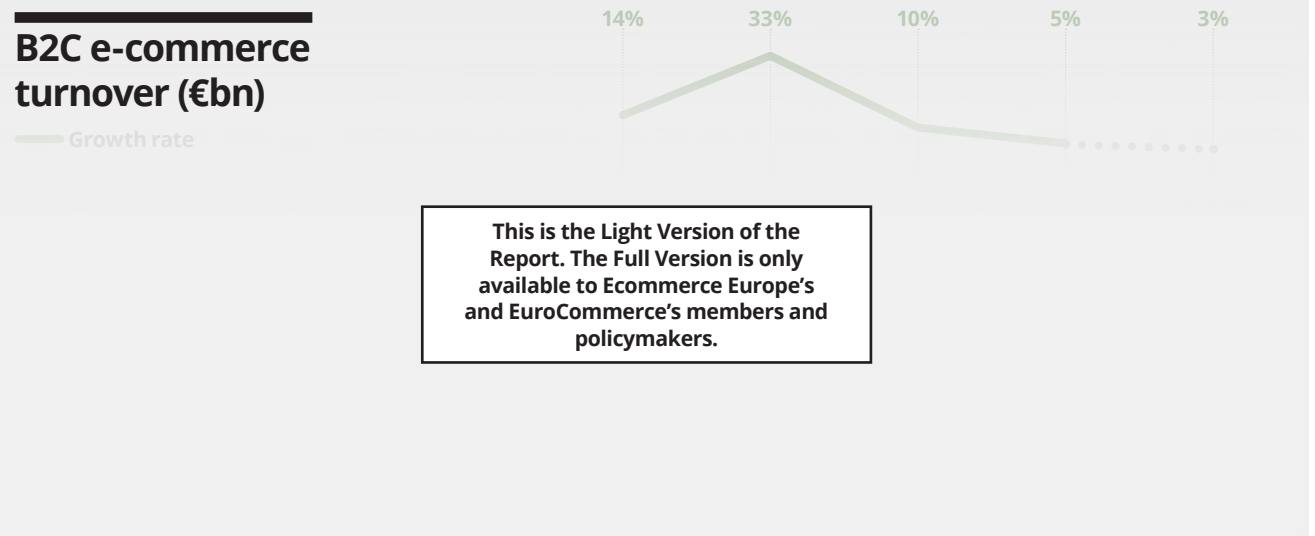 B2C e-commerce
turnover (€bn)
Growth rate
14% 33% 10% 5% 3%
This is the Light Version of the
Report. The Full Version is only
available to Ecommerce Europe’s
and EuroCommerce’s members and
policymakers.